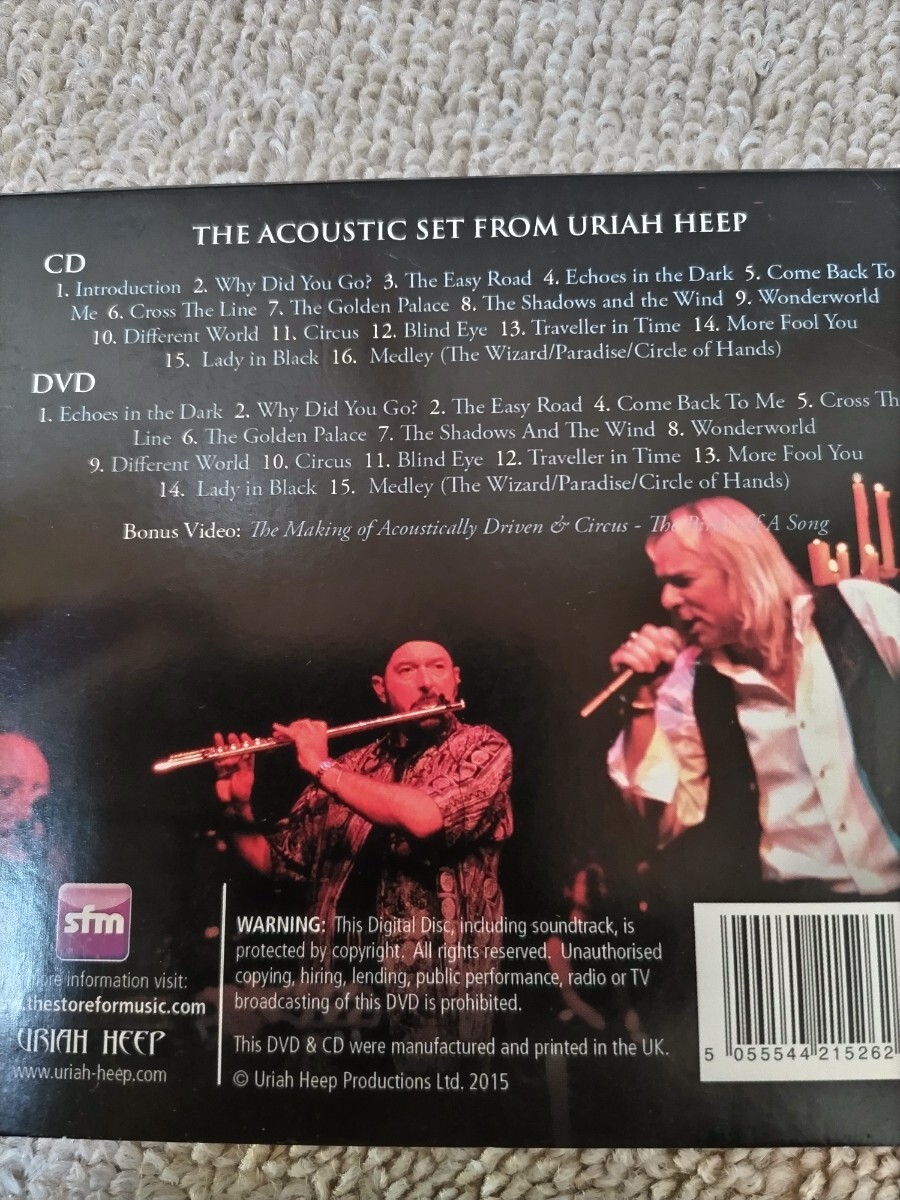 THE ACOUSTIC SET FROM URIAH HEEP
CD
1. Introduction 2. Why Did You Go? 3. The Easy Road 4. Echoes in the Dark 5. Come Back To
Me 6. Cross The Line 7. The Golden Palace 8. The Shadows and the Wind 9. Wonderworld
10. Different World 11. Circus 12. Blind Eye 13. Traveller in Time 14. More Fool You
15. Lady in Black 16. Medley (The Wizard/Paradise/Circle of Hands)
DVD
1. Echoes in the Dark 2. Why Did You Go? 2. The Easy Road 4. Come Back To Me 5. Cross Th
Line 6. The Golden Palace 7. The Shadows And The Wind 8. Wonderworld
9. Different World 10. Circus 11. Blind Eye 12. Traveller in Time 13. More Fool You
14. Lady in Black 15. Medley (The Wizard/Paradise/Circle of Hands)
Bonus Video: The Making of Acoustically Driven & Circus - The of A Song
sfm
more information visit:
.thestoreformusic.com
URIAH HEEP
www.uriah-heep.com
WARNING: This Digital Disc, including soundtrack, is
protected by copyright. All rights reserved. Unauthorised
copying, hiring, lending, public performance, radio or TV
broadcasting of this DVD is prohibited.
This DVD & CD were manufactured and printed in the UK.
© Uriah Heep Productions Ltd. 2015
5 055544 215262